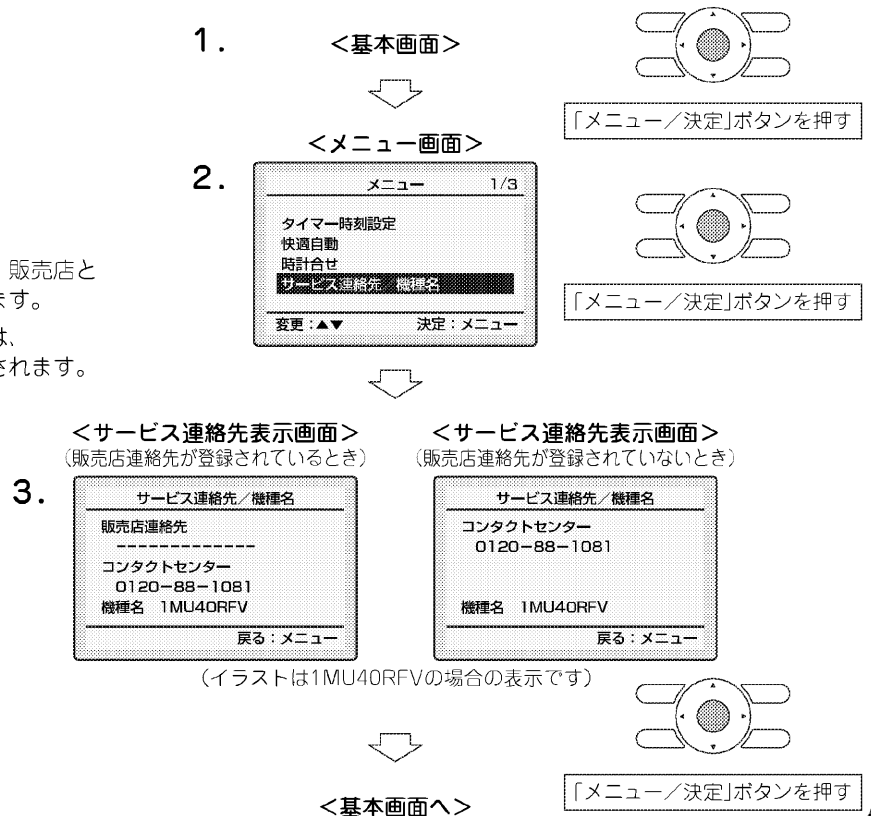 1.
＜基本画面＞
「メニュー／決定」ボタンを押す
＜メニュー画面＞
2.
メニュー 1/3
タイマー時刻設定
快適自動
時計合せ
サービス連絡先／機種名
変更：▲▼ 決定：メニュー
「メニュー／決定」ボタンを押す
販売店と
ます。
は、
されます。
＜サービス連絡先表示画面＞
（販売店連絡先が登録されているとき）
＜サービス連絡先表示画面＞
（販売店連絡先が登録されていないとき）
3.
サービス連絡先／機種名
販売店連絡先
－－－－－－－－－－－－－
コンタクトセンター
0120－88－1081
機種名 1MU40RFV
戻る：メニュー
サービス連絡先／機種名
コンタクトセンター
0120－88－1081
機種名 1MU40RFV
戻る：メニュー
（イラストは1MU40RFVの場合の表示です）
「メニュー／決定」ボタンを押す
＜基本画面へ＞